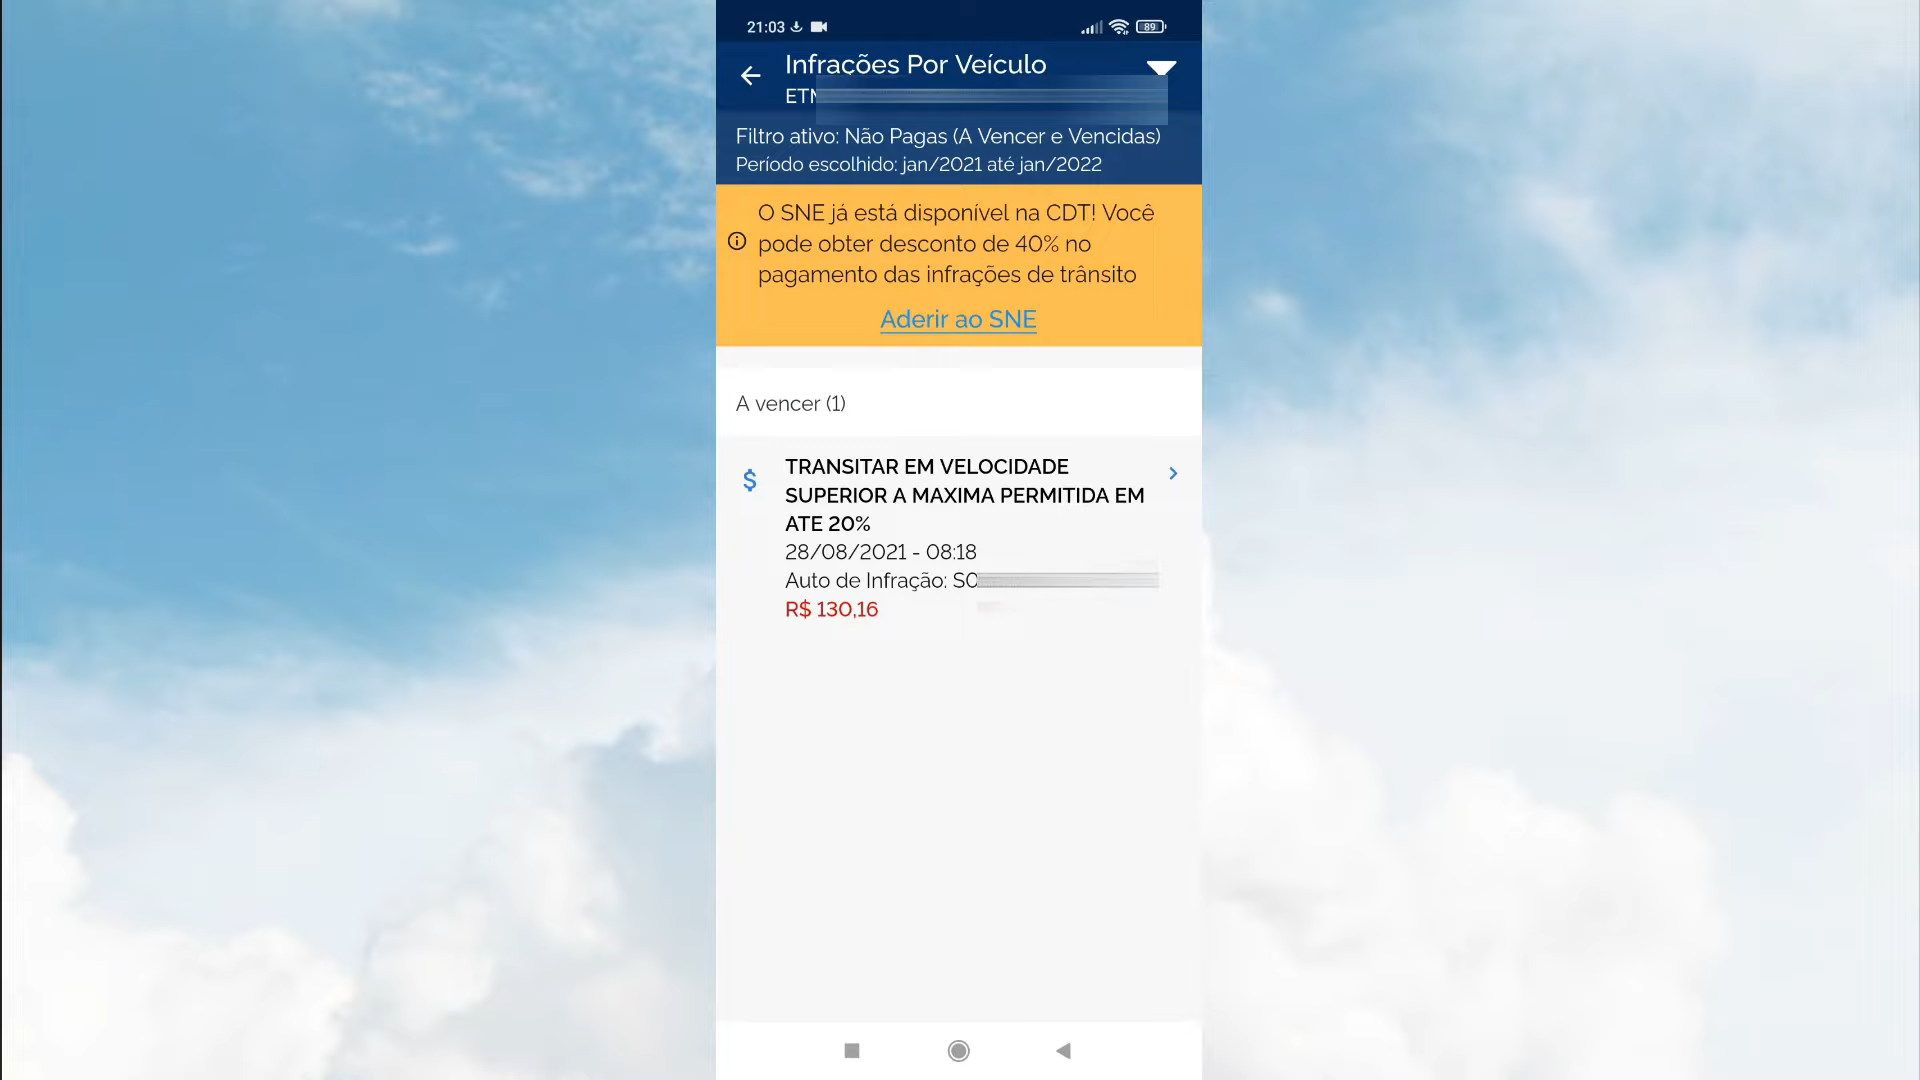 21:03
89
Infrações Por Veículo
Filtro ativo: Não Pagas (A Vencer e Vencidas)
Período escolhido: jan/2021 até jan/2022
O SNE já está disponível na CDT! Você
pode obter desconto de 40% no
pagamento das infrações de trânsito
Aderir ao SNE
A vencer (1)
$ TRANSITAR EM VELOCIDADE
SUPERIOR A MAXIMA PERMITIDA EM
ATE 20%
28/08/2021 - 08:18
Auto de Infração:
R$ 130,16